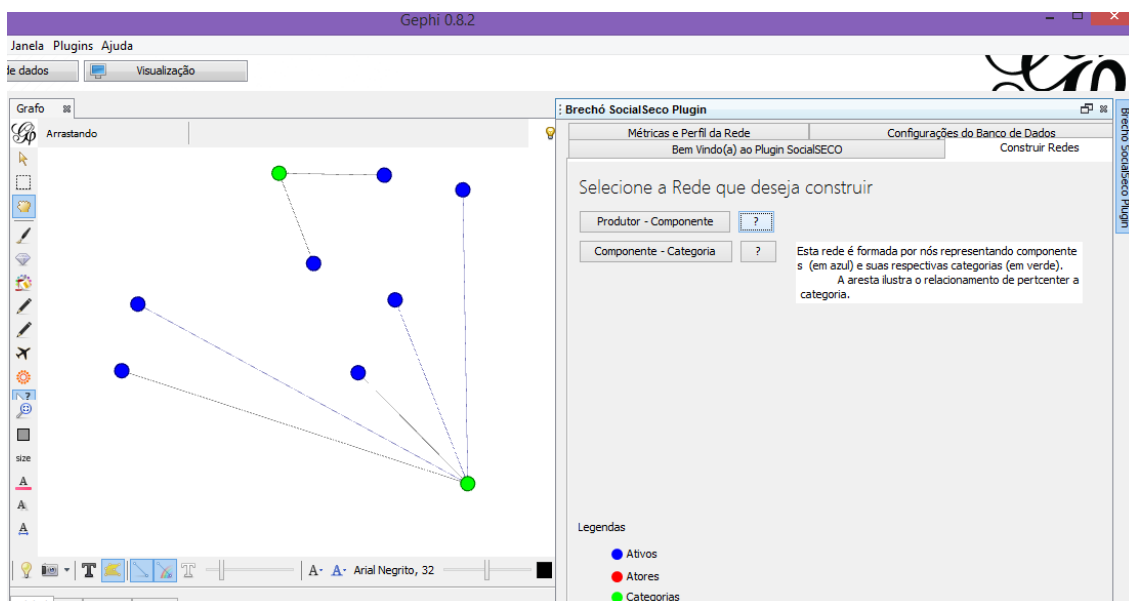 Gephi 0.8.2
Janela Plugins Ajuda
de dados
Visualização
Grafo
Arrastando
size
A
A
A
T
T
A-
A-
Arial Negrito, 32
Brechó SocialSeco Plugin
Métricas e Perfil da Rede
Configurações do Banco de Dados
Bem Vindo(a) ao Plugin SocialSECO
Construir Redes
Selecione a Rede que deseja construir
Produtor - Componente
?
Componente - Categoria
?
Esta rede é formada por nós representando componente
s (em azul) e suas respectivas categorias (em verde).
A aresta ilustra o relacionamento de pertcenter a
categoria.
Legendas
Ativos
Atores
Categorias
Brechó SocialSeco Plugin